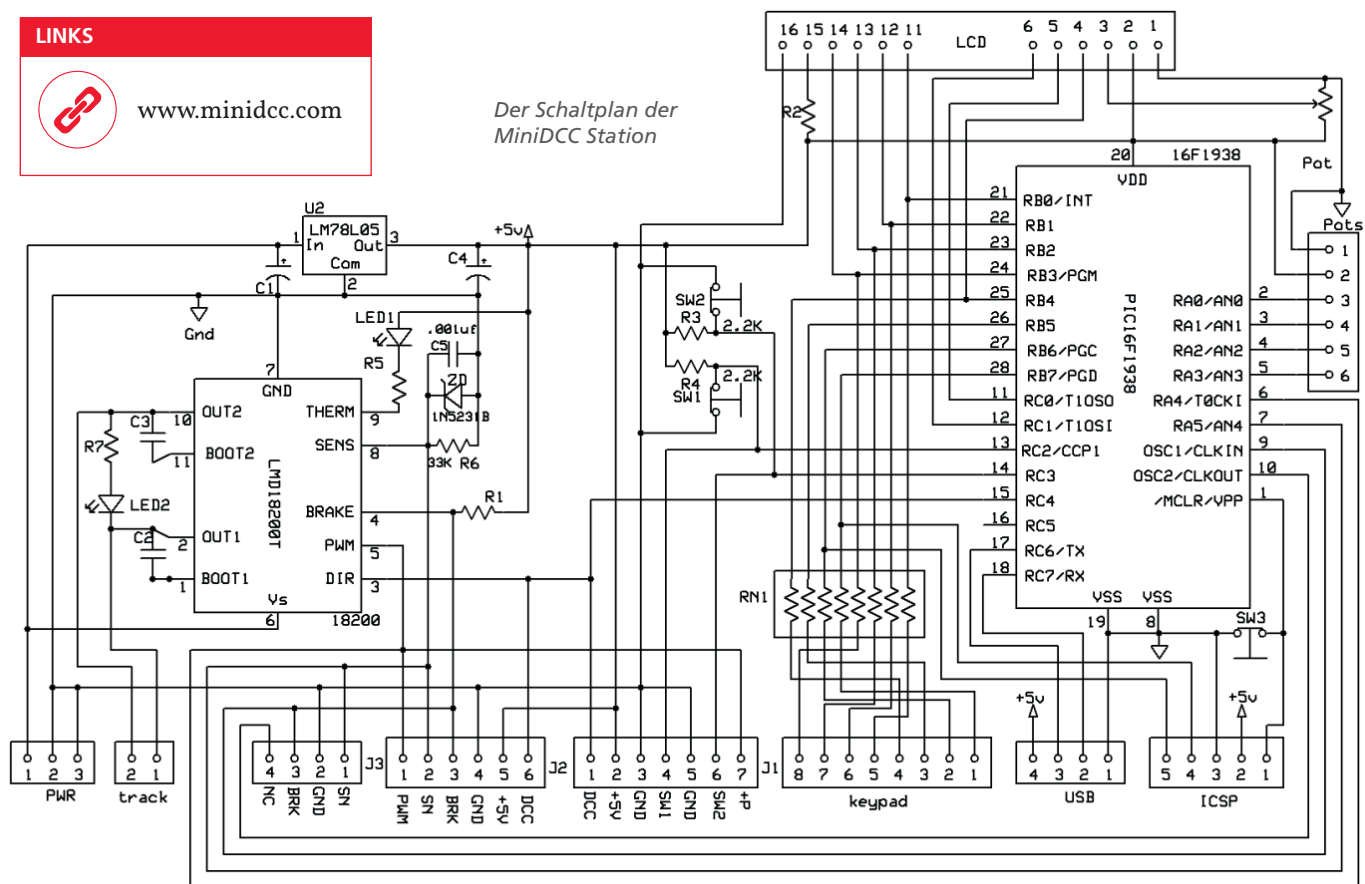 LINKS
www.minidcc.com
Der Schaltplan der
MiniDCC Station
16 15 14 13 12 11 LCD 6 5 4 3 2 1
R2
Pot
20 16F1938
VDD
PIC16F1938
21 RB0/INT
22 RB1
23 RB2
24 RB3/PGM
25 RB4
26 RB5
27 RB6/PGC
28 RB7/PGD
11 RC0/T1OSO
12 RC1/T1OSI
13 RC2/CCP1
14 RC3
15 RC4
16 RC5
17 RC6/TX
18 RC7/RX
RA0/AN0 2
RA1/AN1 3
RA2/AN2 4
RA3/AN3 5
RA4/T0CKI 6
RA5/AN4 7
OSC1/CLKIN 9
OSC2/CLKOUT 10
/MCLR/VPP 1
VSS VSS
19 8
SW3
Pots
1
2
3
4
5
6
U2
LM78L05
1 In Out 3
Com
2
+5v
C1
C4
Gnd
LED1
.001uf
C5
R5
ZD
1N5231B
33K R6
SW2
R3 2.2K
R4 2.2K
SW1
7
GND
10 OUT2
11 BOOT2
2 OUT1
1 BOOT1
LMD18200T
THERM 9
SENS 8
BRAKE 4
PWM 5
DIR 3
Vs
6 18200
C3
R7
LED2
C2
R1
RN1
1 2 3
PWR
2 1
track
4 3 2 1 J3
NC BRK GND SN
1 2 3 4 5 6 J2
PWM SN BRK GND +5V DCC
1 2 3 4 5 6 7 J1
DCC +5V GND SW1 GND SW2 +P
8 7 6 5 4 3 2 1
keypad
+5v
4 3 2 1
USB
+5v
5 4 3 2 1
ICSP